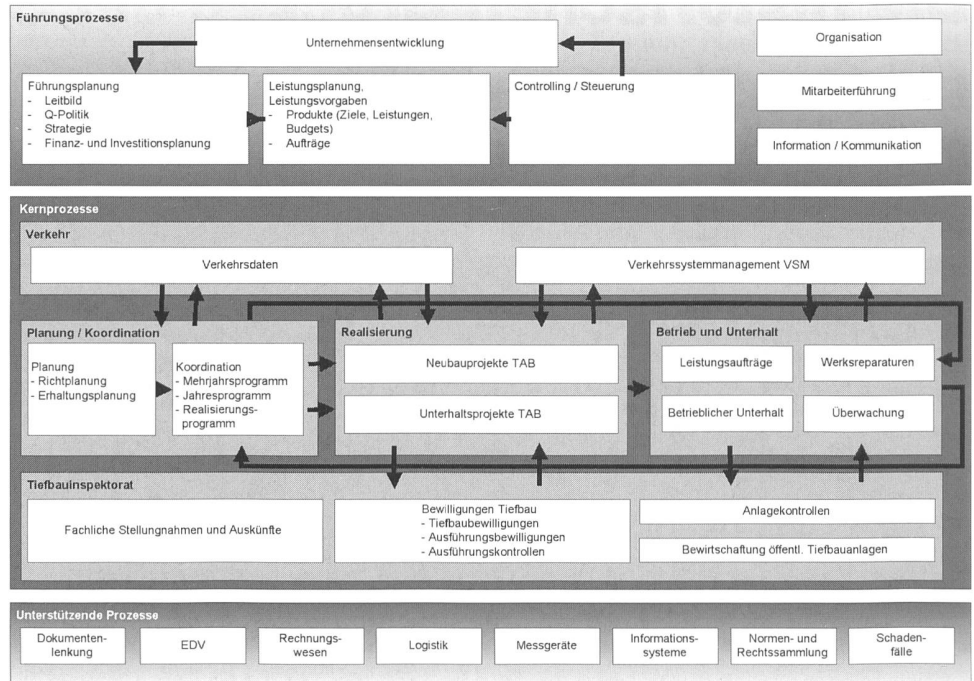 Führungsprozesse
Unternehmensentwicklung
Führungsplanung
- Leitbild
- Q-Politik
- Strategie
- Finanz- und Investitionsplanung
Leistungsplanung,
Leistungsvorgaben
- Produkte (Ziele, Leistungen,
Budgets)
- Aufträge
Controlling / Steuerung
Organisation
Mitarbeiterführung
Information / Kommunikation
Kernprozesse
Verkehr
Verkehrsdaten
Verkehrssystemmanagement VSM
Planung / Koordination
Planung
- Richtplanung
- Erhaltungsplanung
Koordination
- Mehrjahrsprogramm
- Jahresprogramm
- Realisierungs-
programm
Realisierung
Neubauprojekte TAB
Unterhaltsprojekte TAB
Betrieb und Unterhalt
Leistungsaufträge
Werksreparaturen
Betrieblicher Unterhalt
Überwachung
Tiefbauinspektorat
Fachliche Stellungnahmen und Auskünfte
Bewilligungen Tiefbau
- Tiefbaubewilligungen
- Ausführungsbewilligungen
- Ausführungskontrollen
Anlagekontrollen
Bewirtschaftung öffentl. Tiefbauanlagen
Unterstützende Prozesse
Dokumenten-
lenkung
EDV
Rechnungs-
wesen
Logistik
Messgeräte
Informations-
systeme
Normen- und
Rechtssammlung
Schaden-
fälle